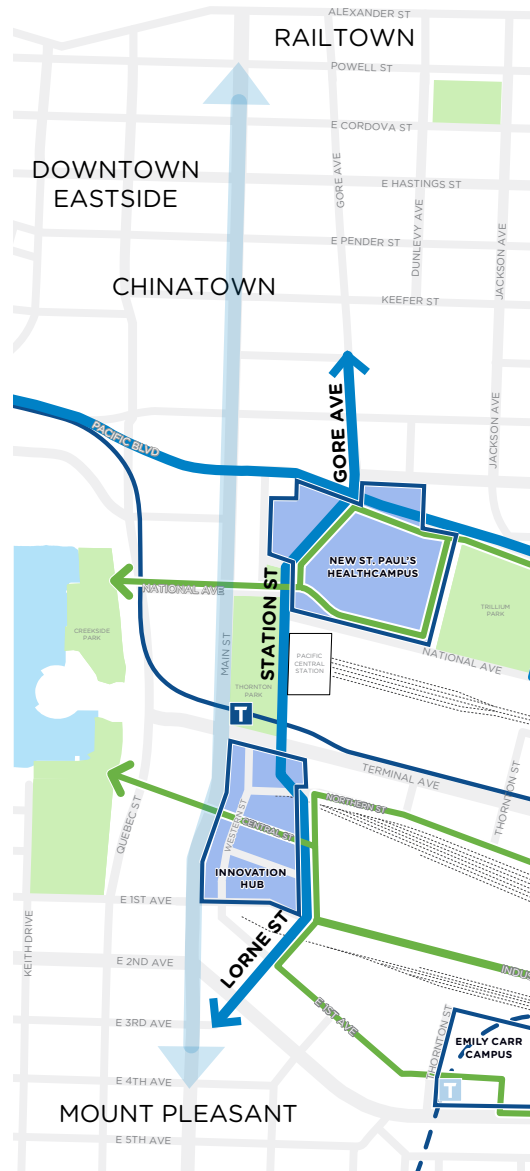 ALEXANDER ST
RAILTOWN
POWELL ST
E CORDOVA ST
DOWNTOWN
EASTSIDE
GORE AVE
E HASTINGS ST
DUNLEVY AVE
E PENDER ST
JACKSON AVE
CHINATOWN
KEEFER ST
GORE AVE
PACIFIC BLVD
JACKSON AVE
NEW ST. PAUL'S
HEALTHCAMPUS
NATIONAL AVE
STATION ST
TRILLIUM
PARK
CREEKSIDE
PARK
MAIN ST
PACIFIC
CENTRAL
STATION
NATIONAL AVE
THORNTON
PARK
T
TERMINAL AVE
THORNTON ST
QUEBEC ST
WESTERN ST
NORTHERN ST
CENTRAL ST
INNOVATION
HUB
E 1ST AVE
KEITH DRIVE
LORNE ST
E 2ND AVE
INDU
E 1ST AVE
THORNTON ST
E 3RD AVE
EMILY CARR
CAMPUS
T
E 4TH AVE
MOUNT PLEASANT
E 5TH AVE